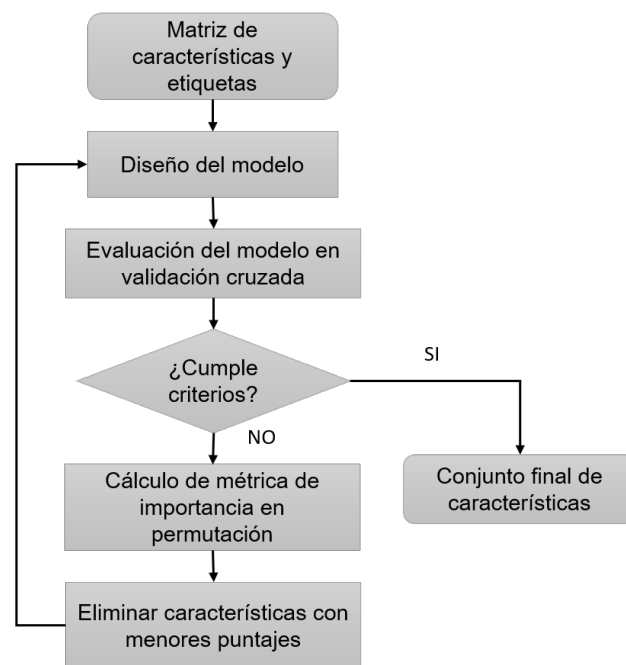 Matriz de
características y
etiquetas
Diseño del modelo
Evaluación del modelo en
validación cruzada
¿Cumple
criterios?
SI
NO
Cálculo de métrica de
importancia en
permutación
Conjunto final de
características
Eliminar características con
menores puntajes